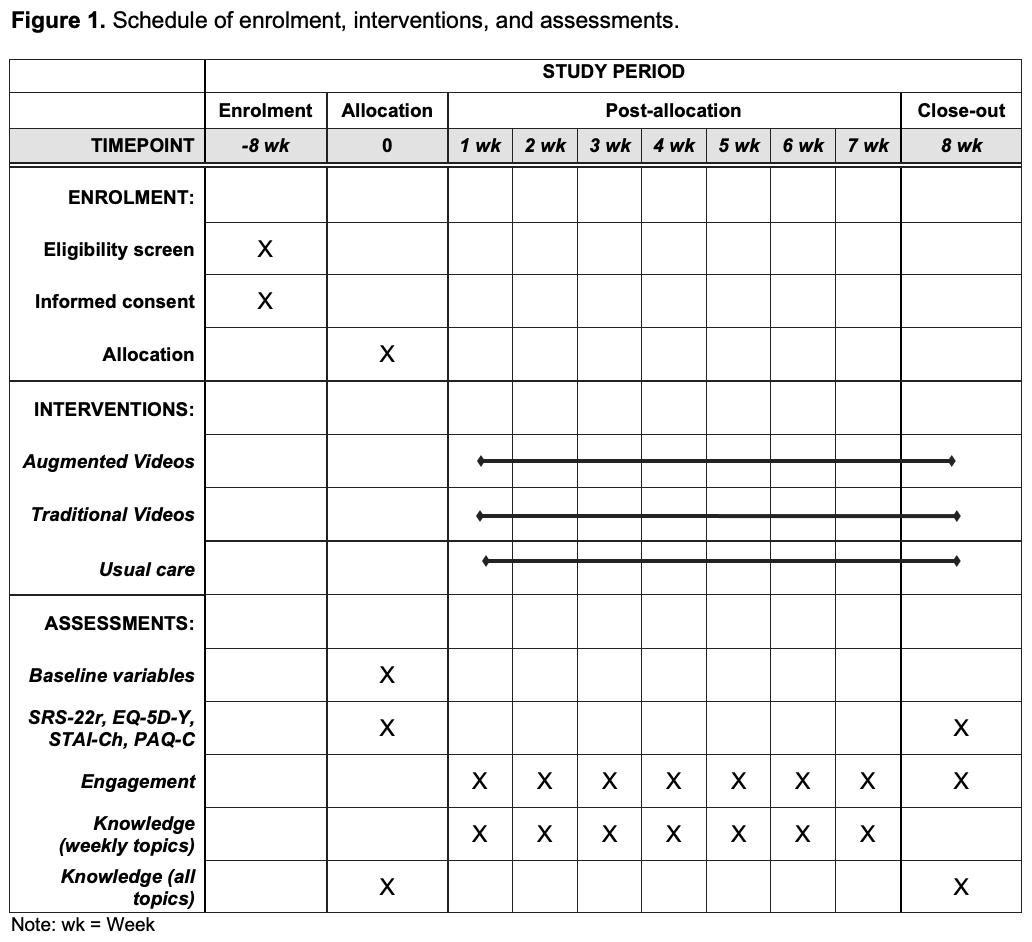 Figure 1. Schedule of enrolment, interventions, and assessments.
STUDY PERIOD
Enrolment Allocation Post-allocation Close-out
TIMEPOINT -8 wk 0 1 wk 2 wk 3 wk 4 wk 5 wk 6 wk 7 wk 8 wk
ENROLMENT:
Eligibility screen X
Informed consent X
Allocation X
INTERVENTIONS:
Augmented Videos
Traditional Videos
Usual care
ASSESSMENTS:
Baseline variables X
SRS-22r, EQ-5D-Y,
STAI-Ch, PAQ-C X X
Engagement X X X X X X X X
Knowledge
(weekly topics) X X X X X X X
Knowledge (all
topics) X X
Note: wk = Week